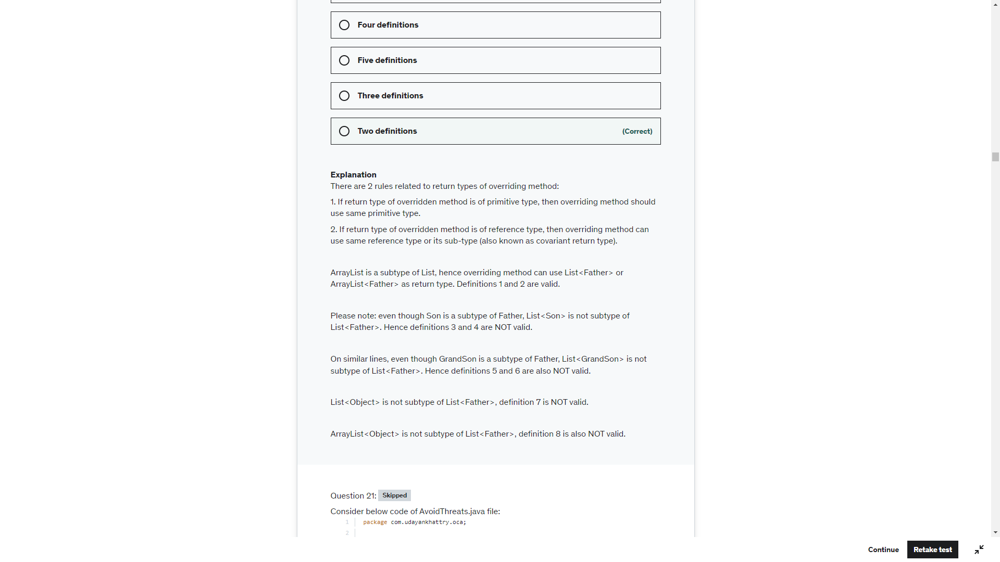 Four definitions
Five definitions
Three definitions
Two definitions (Correct)
Explanation
There are 2 rules related to return types of overriding method:
1. If return type of overridden method is of primitive type, then overriding method should
use same primitive type.
2. If return type of overridden method is of reference type, then overriding method can
use same reference type or its sub-type (also known as covariant return type).
ArrayList is a subtype of List, hence overriding method can use List<Father> or
ArrayList<Father> as return type. Definitions 1 and 2 are valid.
Please note: even though Son is a subtype of Father, List<Son> is not subtype of
List<Father>. Hence definitions 3 and 4 are NOT valid.
On similar lines, even though GrandSon is a subtype of Father, List<GrandSon> is not
subtype of List<Father>. Hence definitions 5 and 6 are also NOT valid.
List<Object> is not subtype of List<Father>, definition 7 is NOT valid.
ArrayList<Object> is not subtype of List<Father>, definition 8 is also NOT valid.
Question 21: Skipped
Consider below code of AvoidThreats.java file:
1 package com.udayankhattry.oca;
2
Continue Retake test